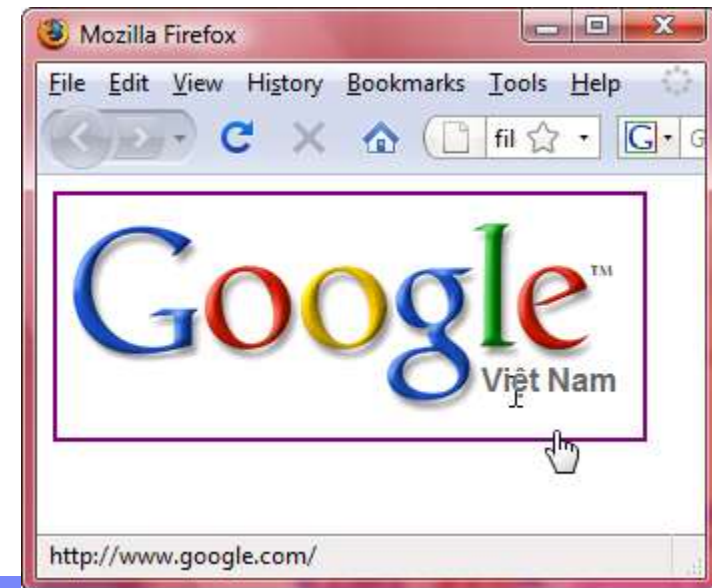 Mozilla Firefox
File Edit View History Bookmarks Tools Help
fil G G
Google™
Việt Nam
http://www.google.com/